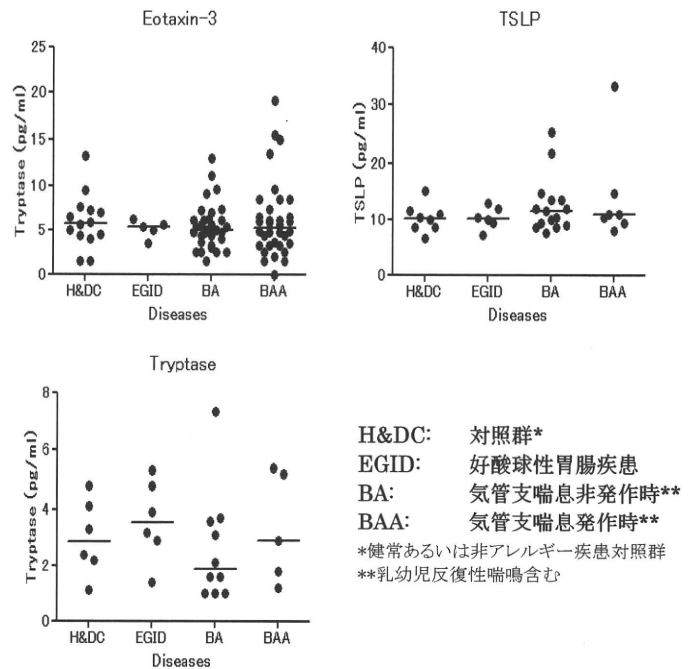 Eotaxin-3
Tryptase (pg/ml)
25
20
15
10
5
0
H&DC EGID BA BAA
Diseases
TSLP
TSLP (pg/ml)
40
30
20
10
0
H&DC EGID BA BAA
Diseases
Tryptase
Tryptase (pg/ml)
8
6
4
2
0
H&DC EGID BA BAA
Diseases
H&DC: 対照群*
EGID: 好酸球性胃腸疾患
BA: 気管支喘息非発作時**
BAA: 気管支喘息発作時**
*健常あるいは非アレルギー疾患対照群
**乳幼児反復性喘鳴含む